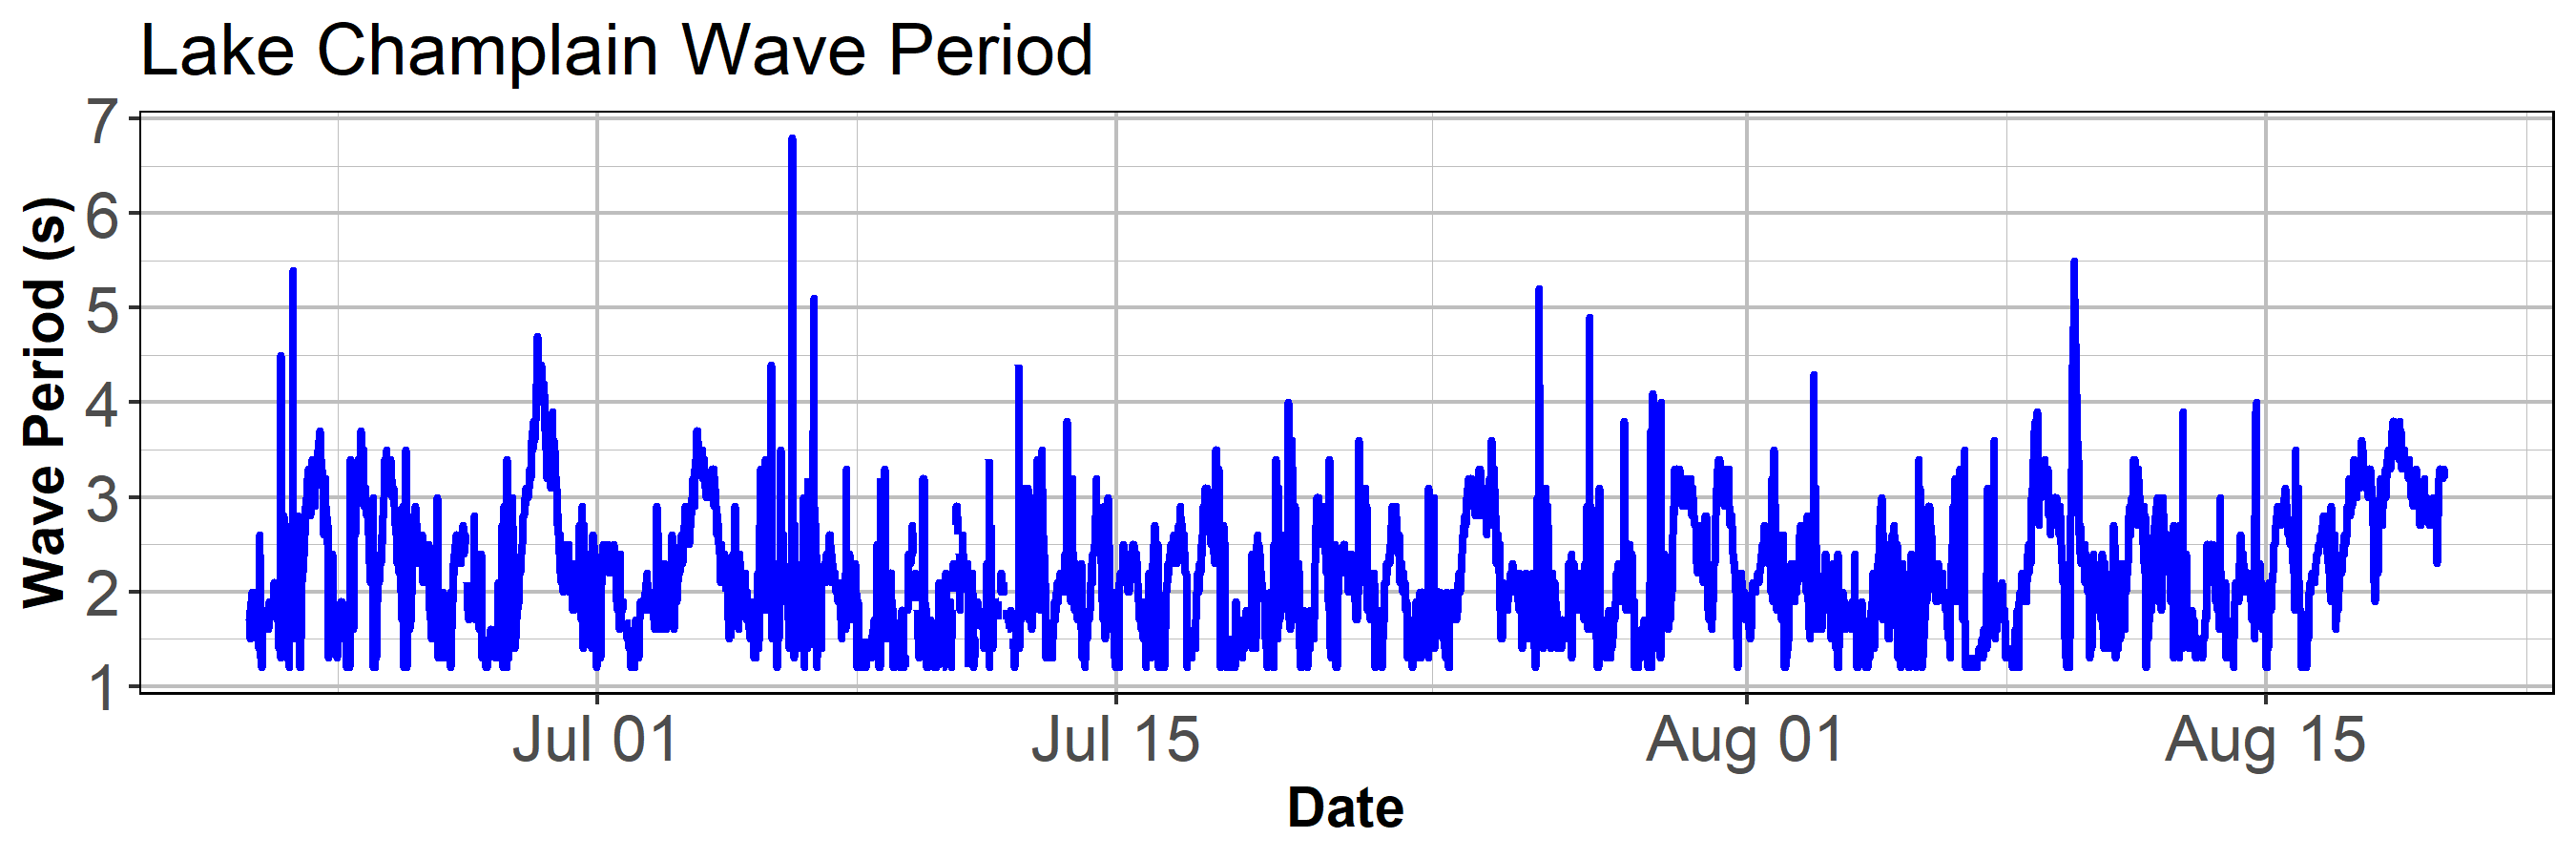 Lake Champlain Wave Period
Wave Period (s)
7
6
5
4
3
2
1
Jul 01
Jul 15
Aug 01
Aug 15
Date